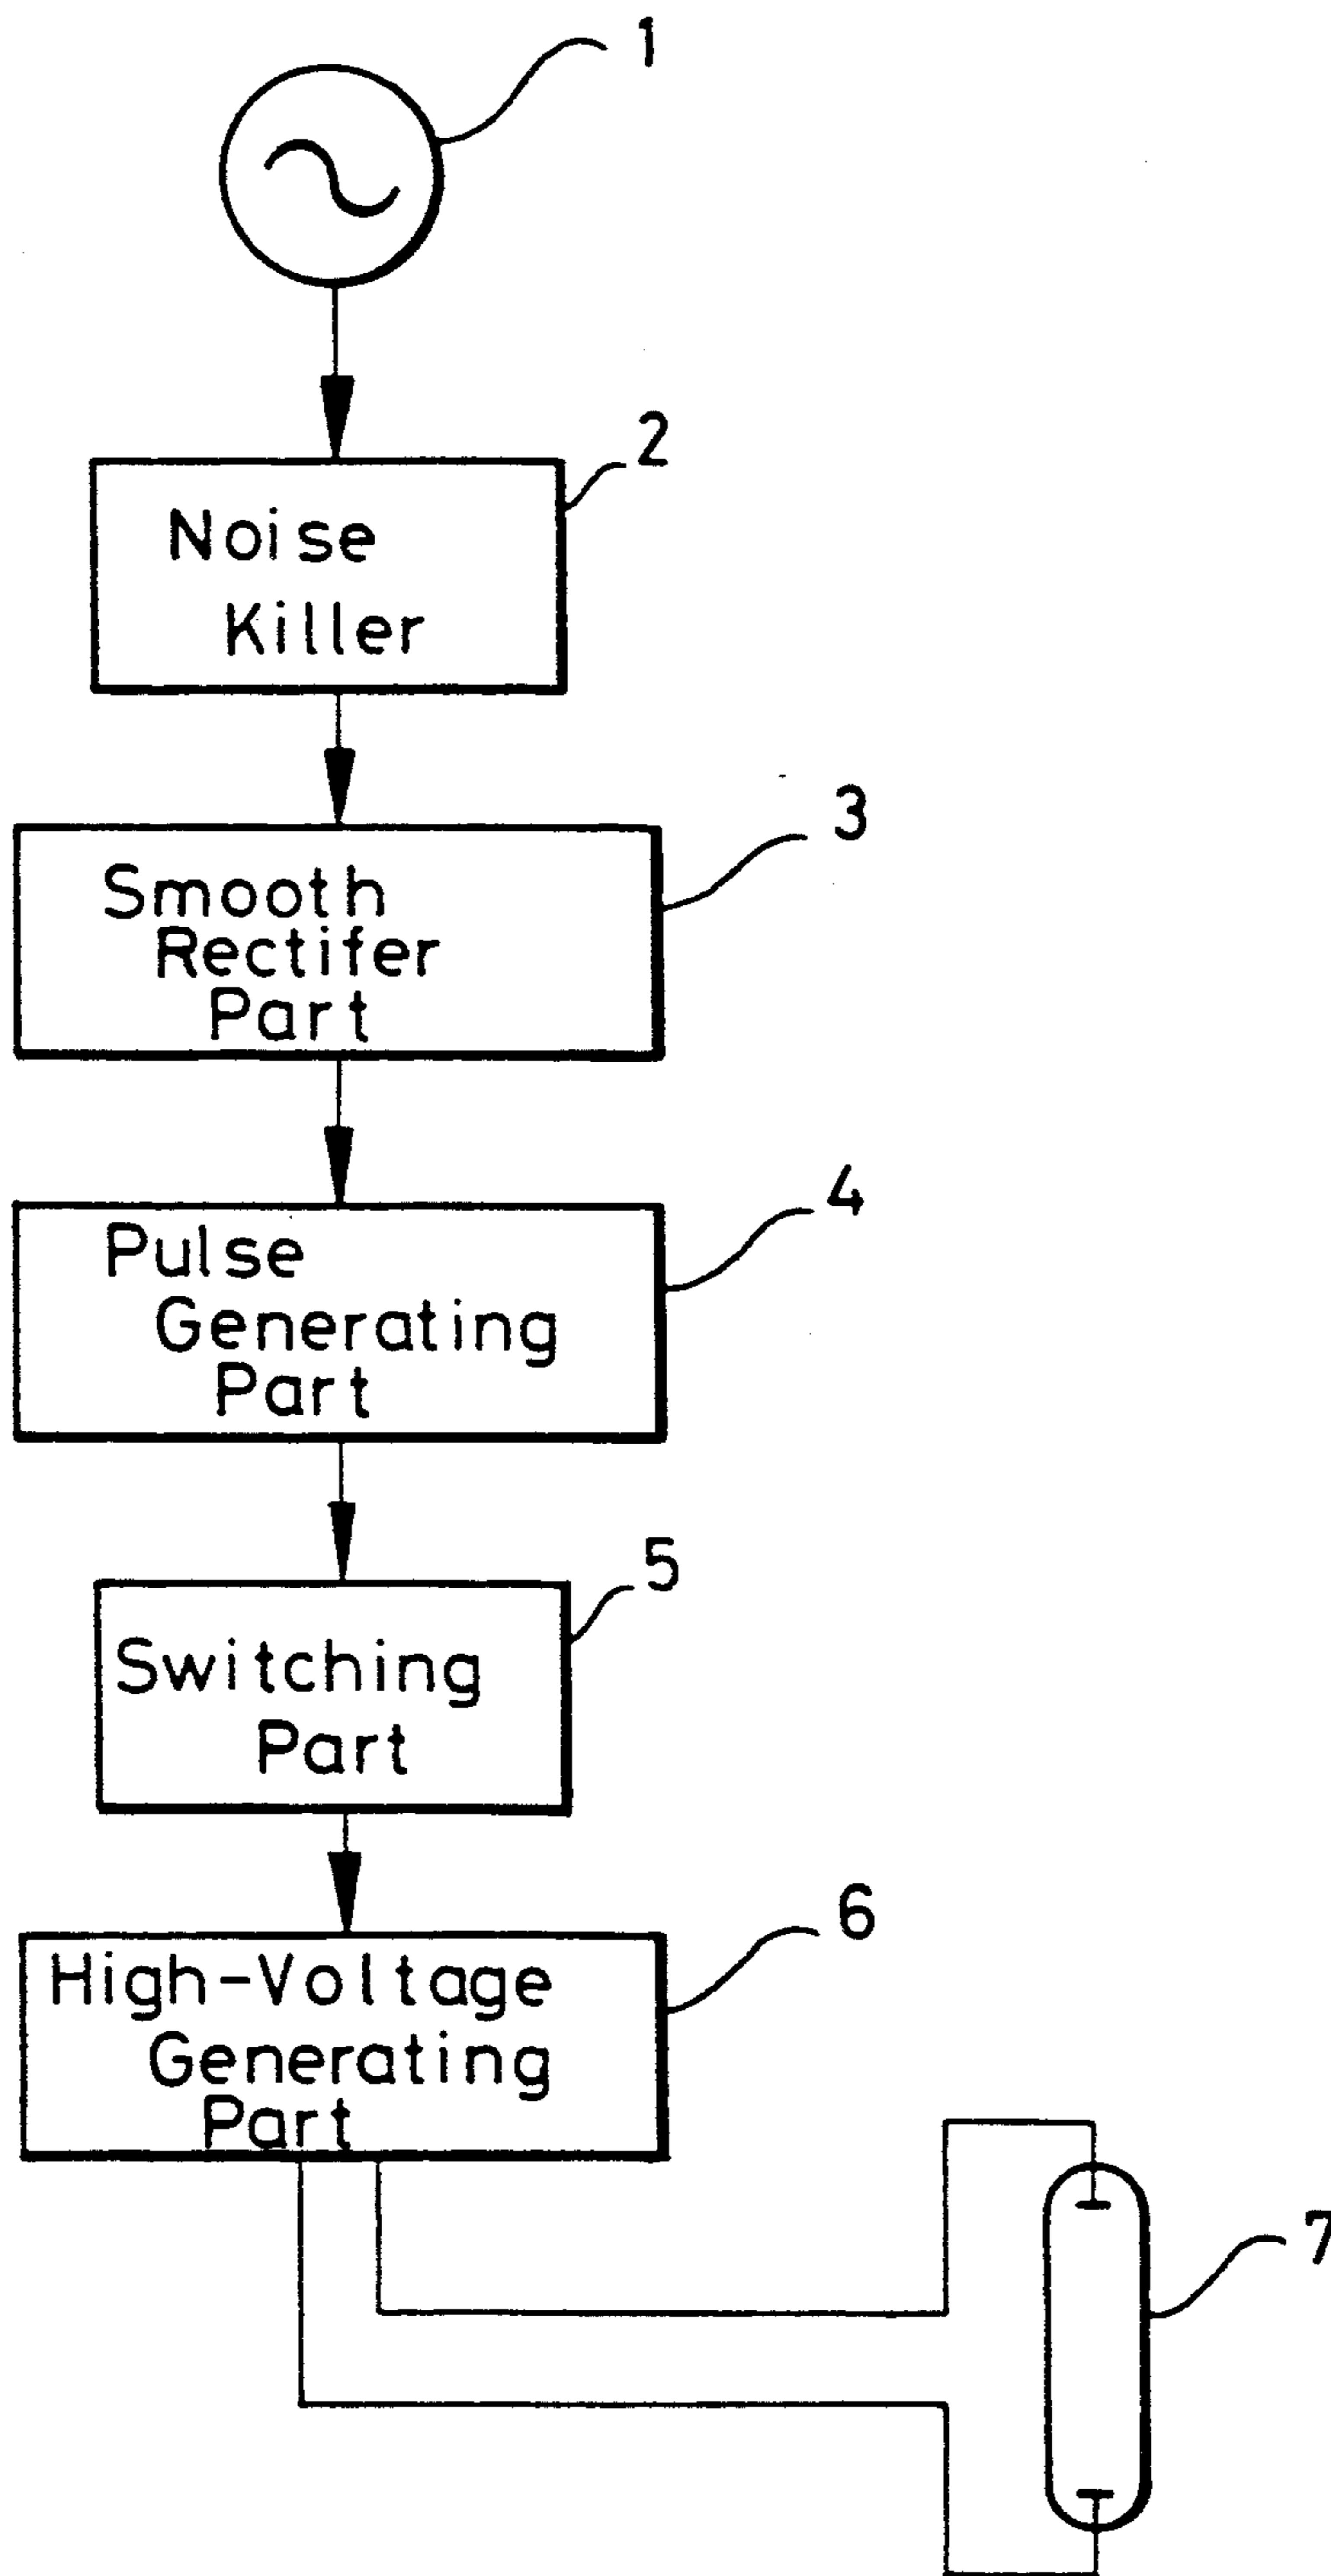 1
2
Noise
Killer
3
Smooth
Rectifer
Part
4
Pulse
Generating
Part
5
Switching
Part
6
High-Voltage
Generating
Part
7